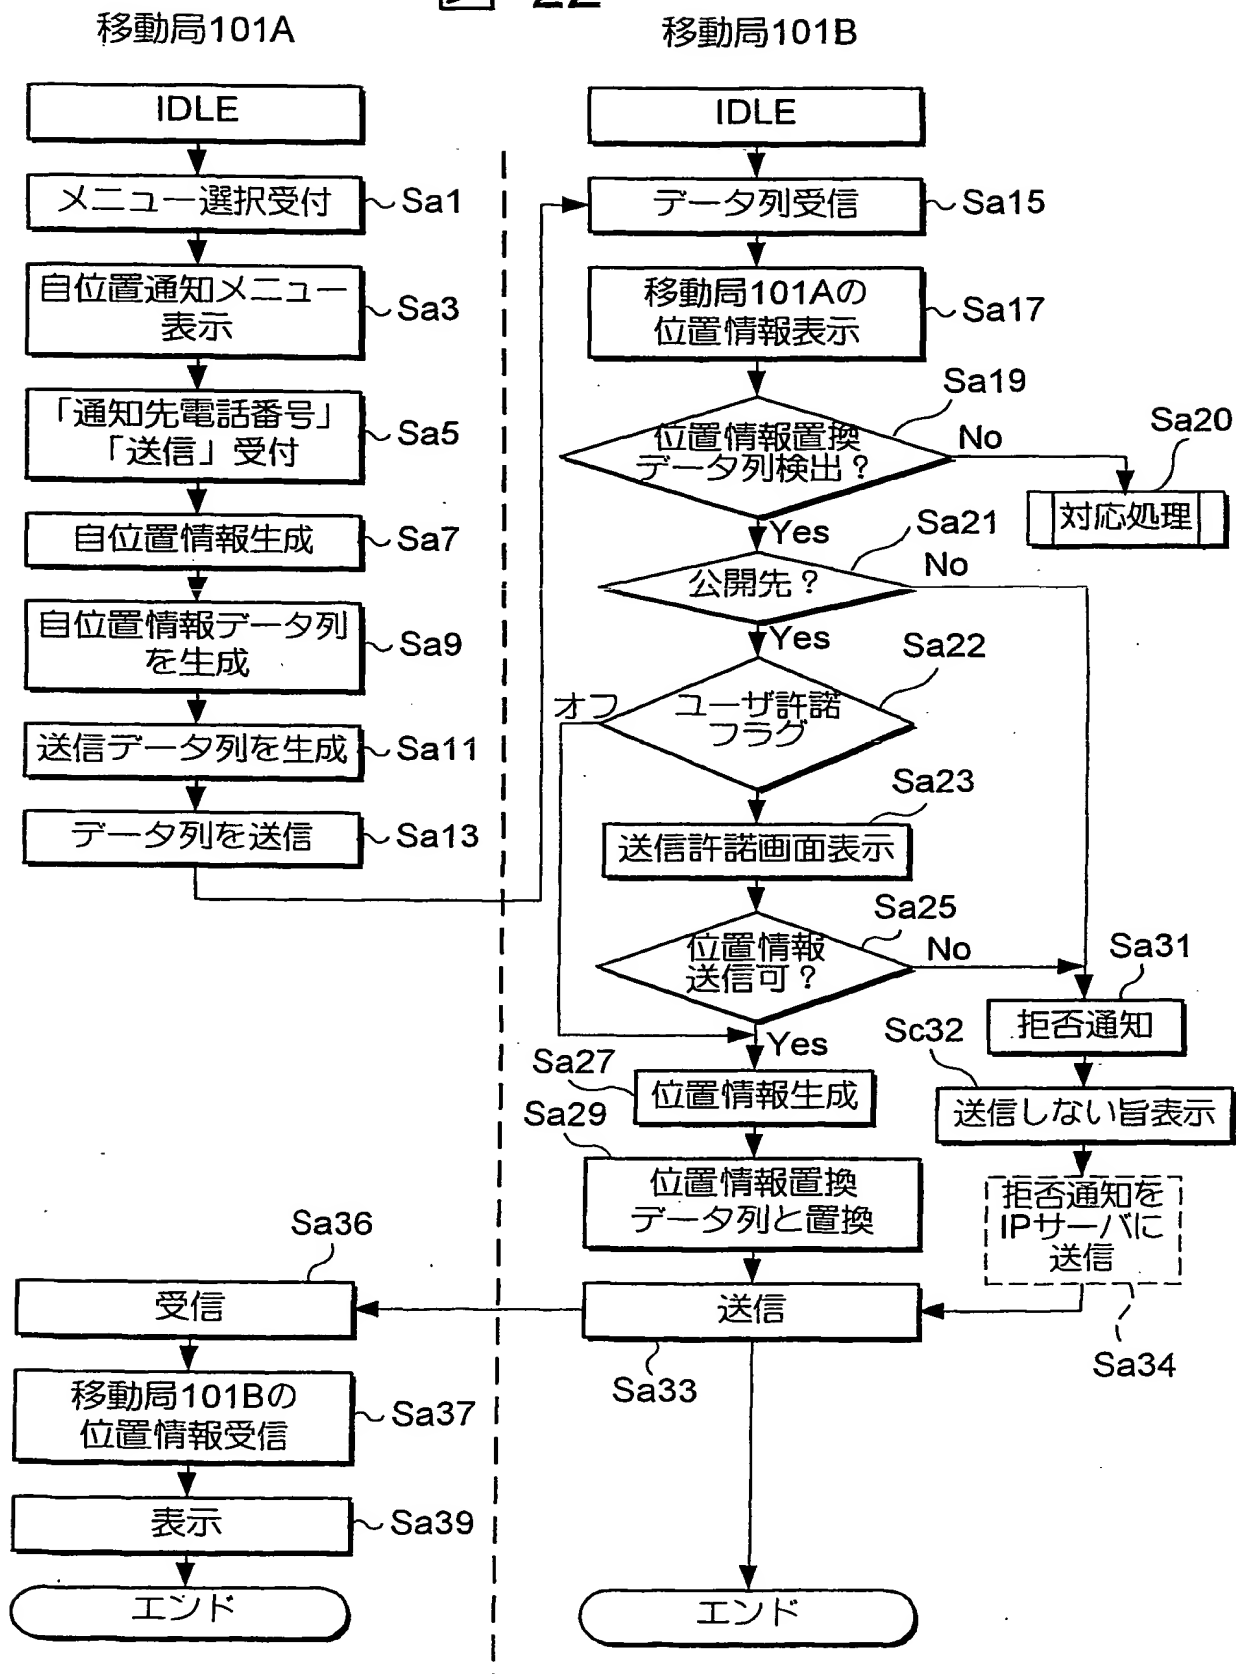 図 22
移動局101A
IDLE
メニュー選択受付
Sa1
自位置通知メニュー
表示
Sa3
「通知先電話番号」
「送信」受付
Sa5
自位置情報生成
Sa7
自位置情報データ列
を生成
Sa9
送信データ列を生成
Sa11
データ列を送信
Sa13
移動局101B
IDLE
データ列受信
Sa15
移動局101Aの
位置情報表示
Sa17
Sa19
位置情報置換
データ列検出?
No
Sa20
対応処理
Yes
Sa21
公開先?
No
Yes
Sa22
ユーザ許諾
フラグ
オフ
Sa23
送信許諾画面表示
Sa25
位置情報
送信可?
No
Sa31
拒否通知
Yes
Sc32
送信しない旨表示
Sa27
位置情報生成
Sa29
位置情報置換
データ列と置換
拒否通知を
IPサーバに
送信
Sa34
送信
Sa33
エンド
Sa36
受信
移動局101Bの
位置情報受信
Sa37
表示
Sa39
エンド